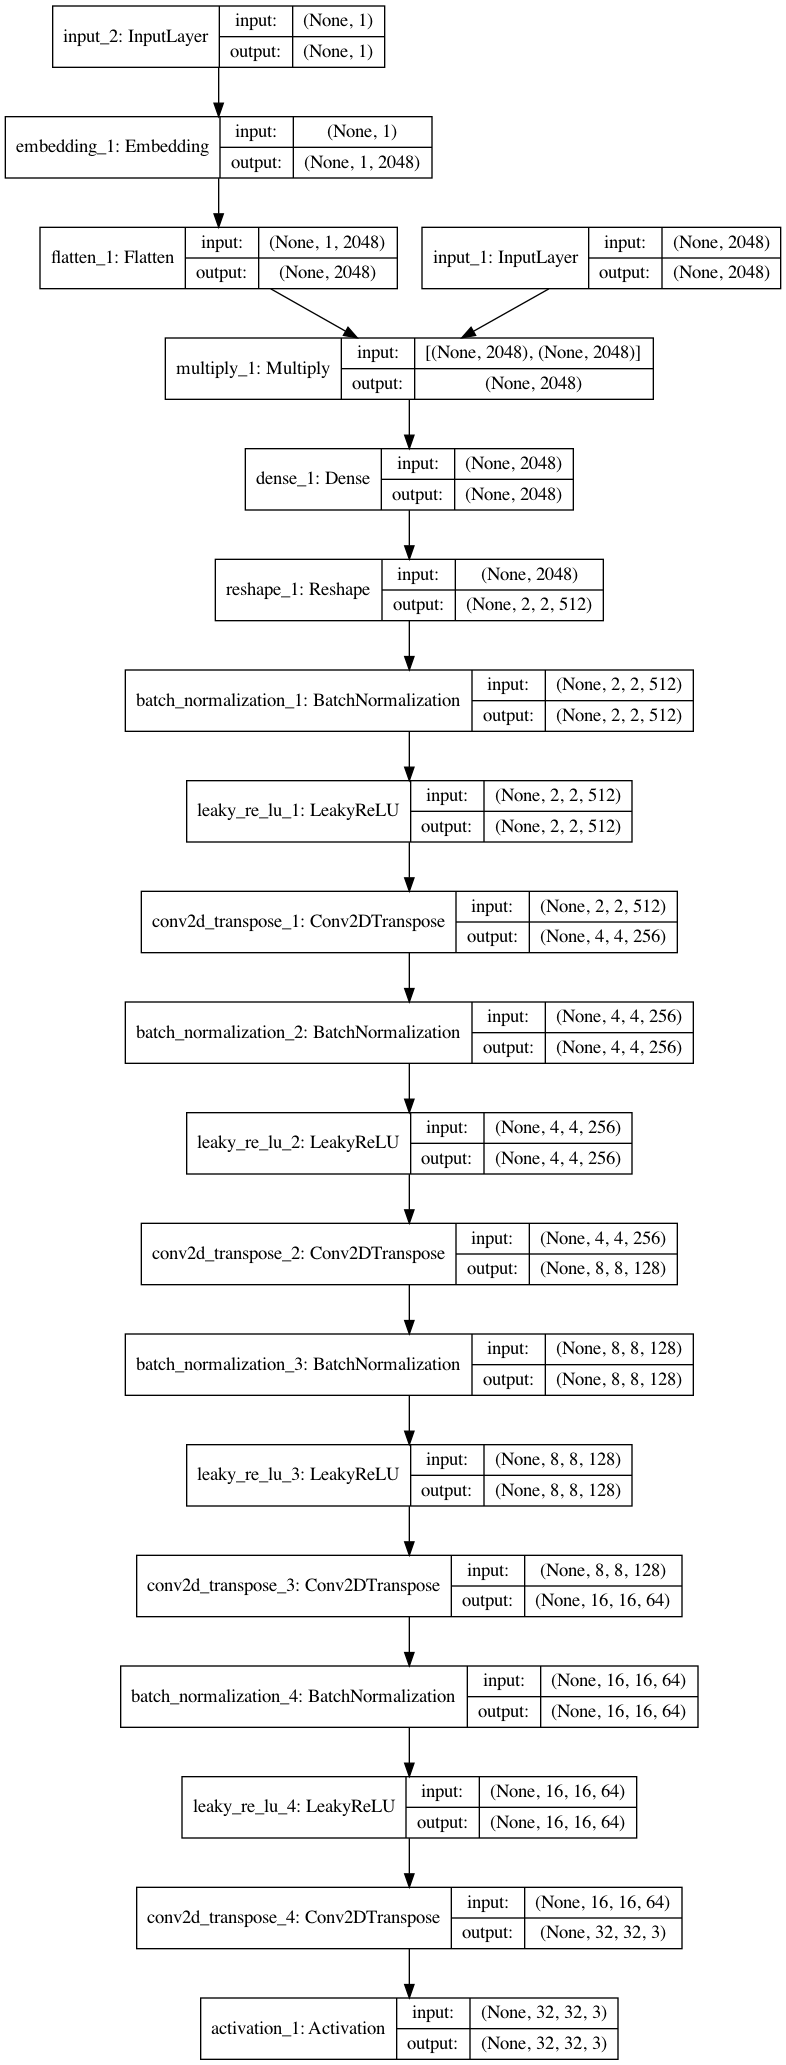 input_2: InputLayer
input: (None, 1)
output: (None, 1)
embedding_1: Embedding
input: (None, 1)
output: (None, 1, 2048)
flatten_1: Flatten
input: (None, 1, 2048)
output: (None, 2048)
input_1: InputLayer
input: (None, 2048)
output: (None, 2048)
multiply_1: Multiply
input: [(None, 2048), (None, 2048)]
output: (None, 2048)
dense_1: Dense
input: (None, 2048)
output: (None, 2048)
reshape_1: Reshape
input: (None, 2048)
output: (None, 2, 2, 512)
batch_normalization_1: BatchNormalization
input: (None, 2, 2, 512)
output: (None, 2, 2, 512)
leaky_re_lu_1: LeakyReLU
input: (None, 2, 2, 512)
output: (None, 2, 2, 512)
conv2d_transpose_1: Conv2DTranspose
input: (None, 2, 2, 512)
output: (None, 4, 4, 256)
batch_normalization_2: BatchNormalization
input: (None, 4, 4, 256)
output: (None, 4, 4, 256)
leaky_re_lu_2: LeakyReLU
input: (None, 4, 4, 256)
output: (None, 4, 4, 256)
conv2d_transpose_2: Conv2DTranspose
input: (None, 4, 4, 256)
output: (None, 8, 8, 128)
batch_normalization_3: BatchNormalization
input: (None, 8, 8, 128)
output: (None, 8, 8, 128)
leaky_re_lu_3: LeakyReLU
input: (None, 8, 8, 128)
output: (None, 8, 8, 128)
conv2d_transpose_3: Conv2DTranspose
input: (None, 8, 8, 128)
output: (None, 16, 16, 64)
batch_normalization_4: BatchNormalization
input: (None, 16, 16, 64)
output: (None, 16, 16, 64)
leaky_re_lu_4: LeakyReLU
input: (None, 16, 16, 64)
output: (None, 16, 16, 64)
conv2d_transpose_4: Conv2DTranspose
input: (None, 16, 16, 64)
output: (None, 32, 32, 3)
activation_1: Activation
input: (None, 32, 32, 3)
output: (None, 32, 32, 3)